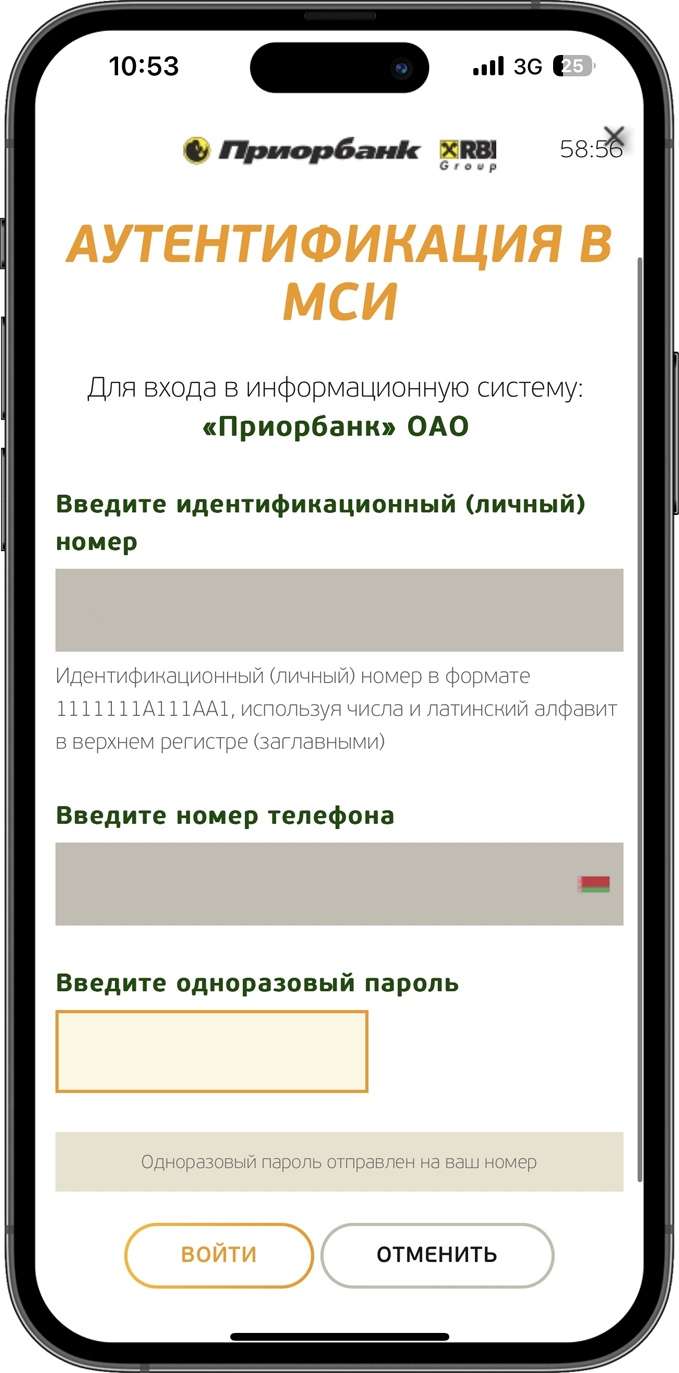 10:53
3G
25
Приорбанк
RBI
Group
58:56
АУТЕНТИФИКАЦИЯ В
МСИ
Для входа в информационную систему:
«Приорбанк» ОАО
Введите идентификационный (личный)
номер
Идентификационный (личный) номер в формате
1111111A111AA1, используя числа и латинский алфавит
в верхнем регистре (заглавными)
Введите номер телефона
Введите одноразовый пароль
Одноразовый пароль отправлен на ваш номер
ВОЙТИ
ОТМЕНИТЬ